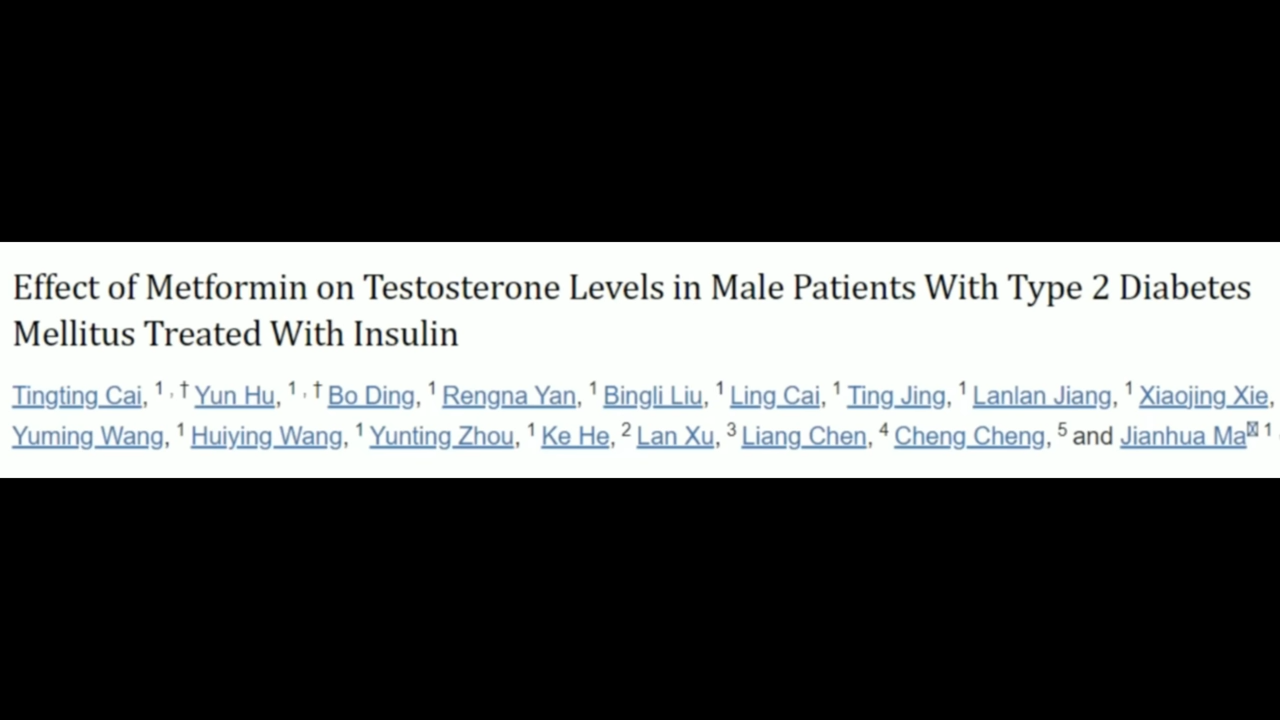 Effect of Metformin on Testosterone Levels in Male Patients With Type 2 Diabetes
Mellitus Treated With Insulin
Tingting Cai, 1 , † Yun Hu, 1 , † Bo Ding, 1 Rengna Yan, 1 Bingli Liu, 1 Ling Cai, 1 Ting Jing, 1 Lanlan Jiang, 1 Xiaojing Xie,
Yuming Wang, 1 Huiying Wang, 1 Yunting Zhou, 1 Ke He, 2 Lan Xu, 3 Liang Chen, 4 Cheng Cheng, 5 and Jianhua Ma 1